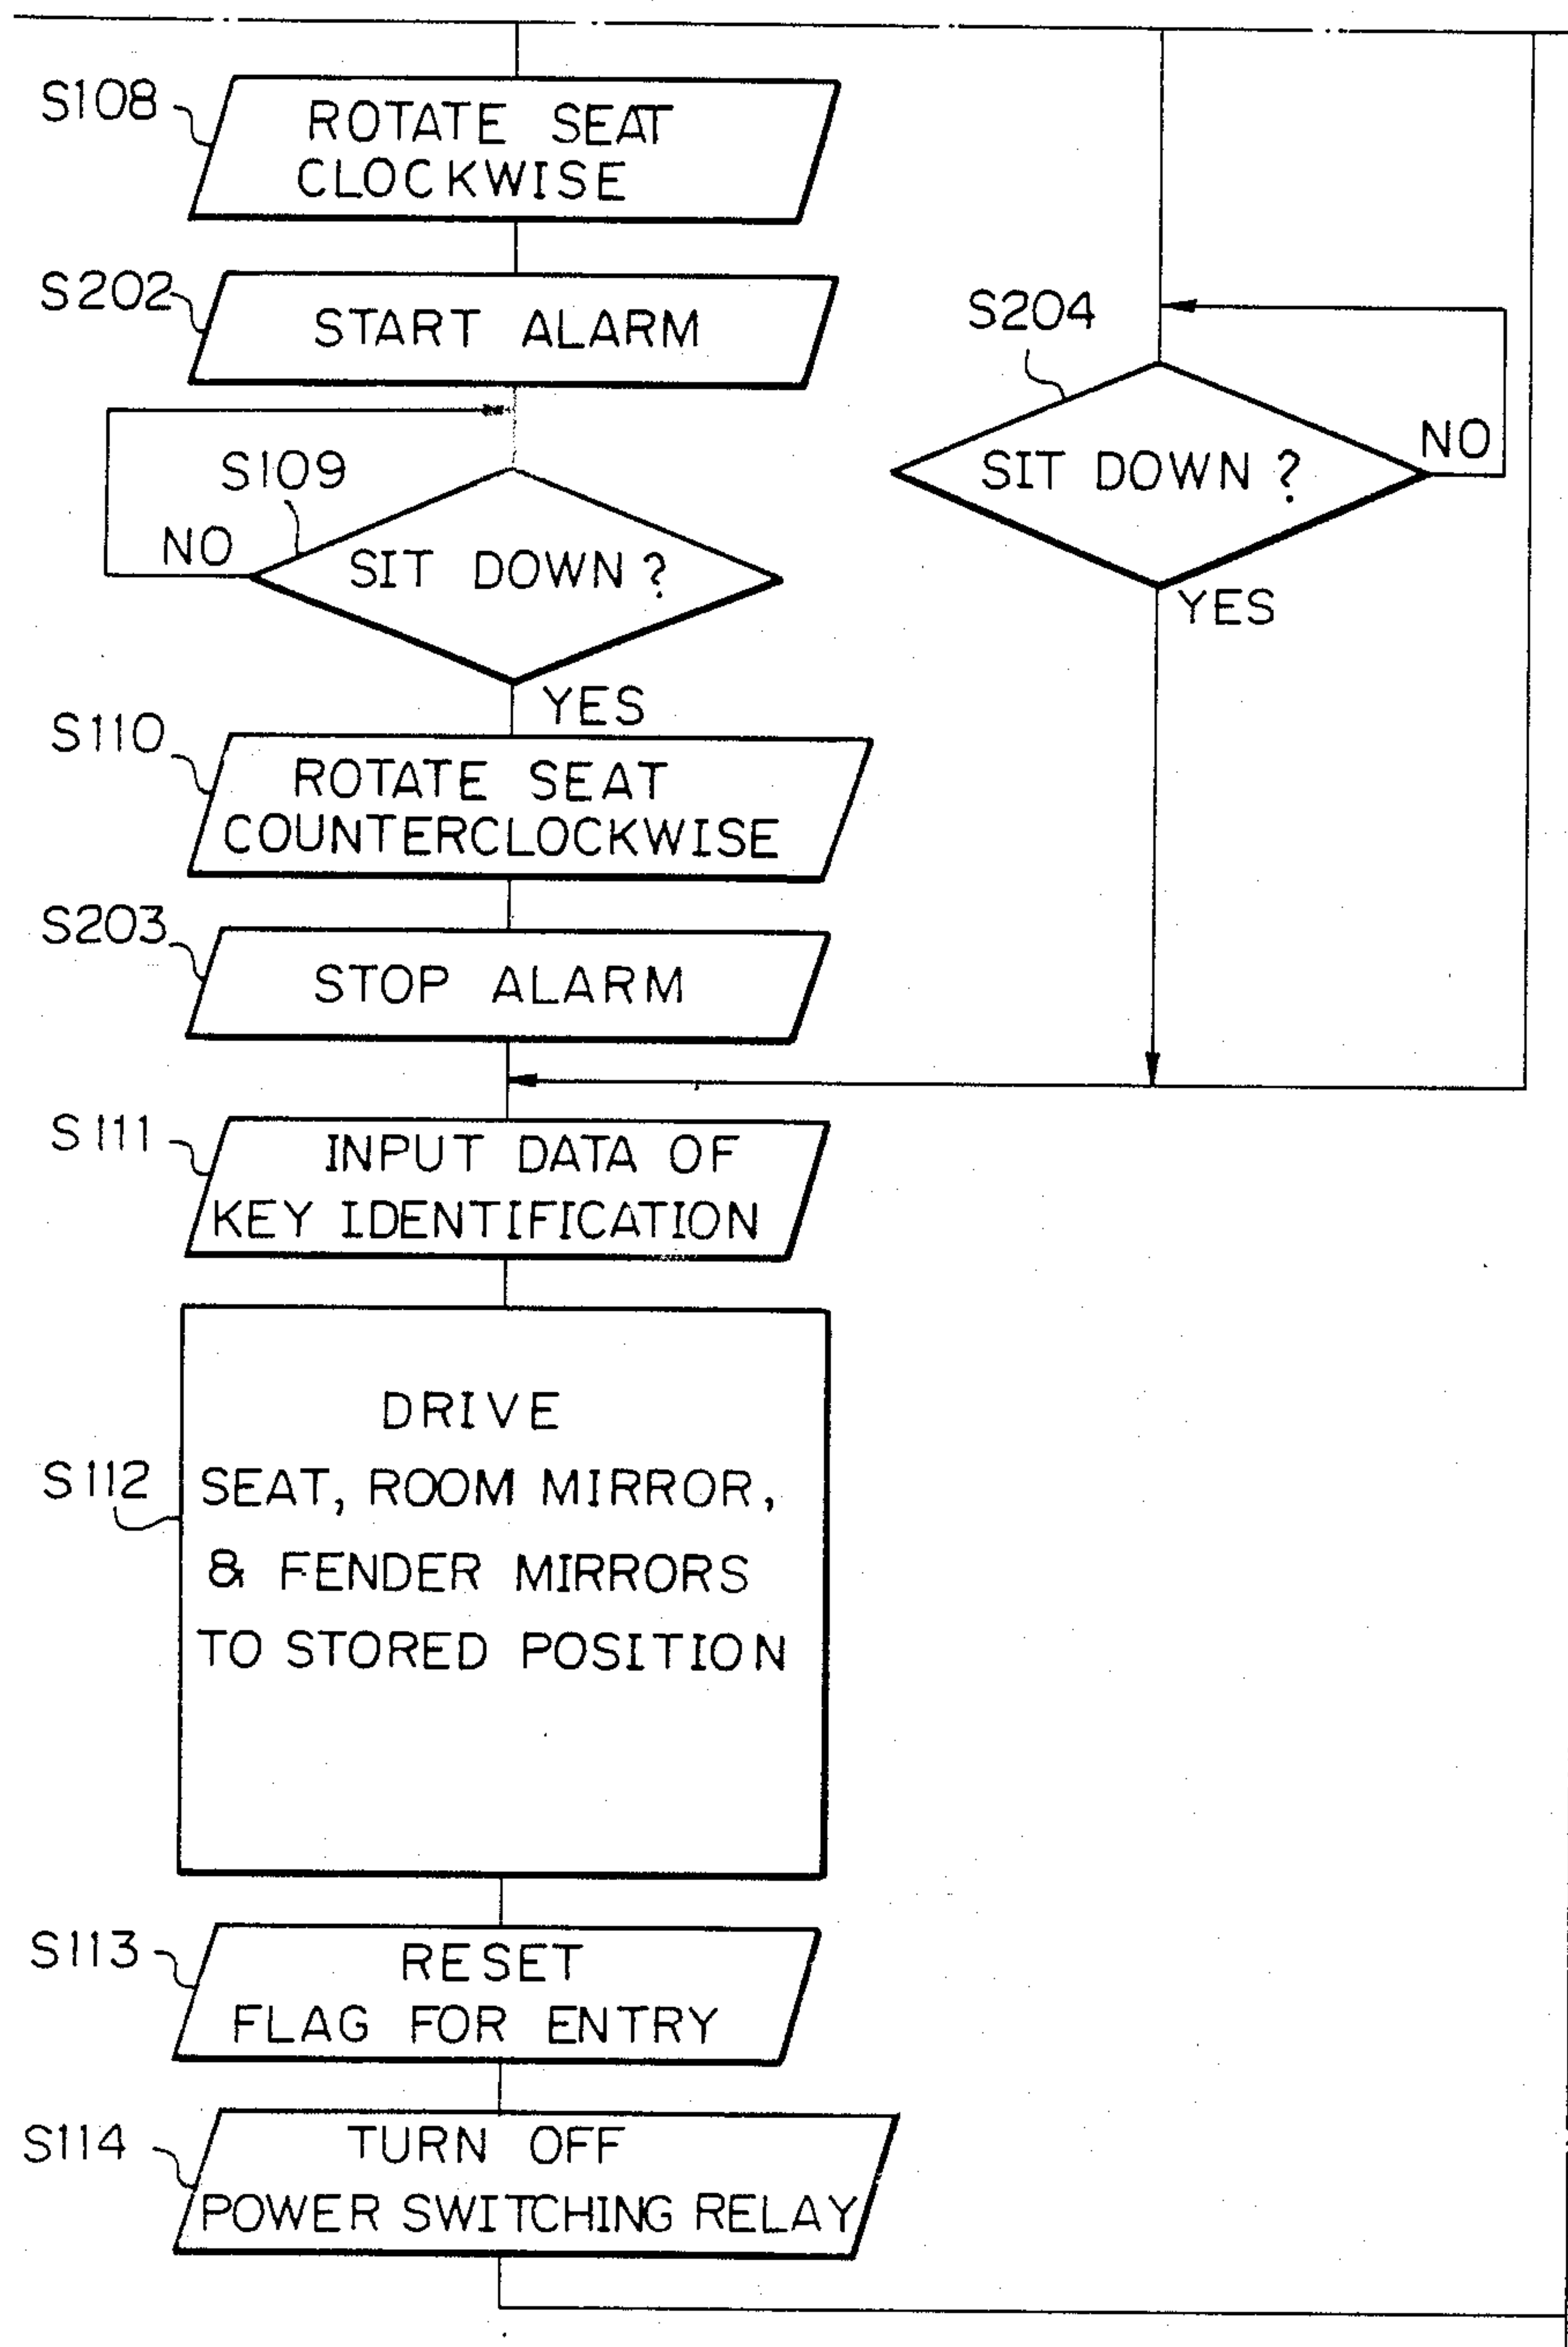 S108
ROTATE SEAT
CLOCKWISE
S202
START ALARM
S204
SIT DOWN ?
NO
YES
S109
NO
SIT DOWN ?
YES
S110
ROTATE SEAT
COUNTERCLOCKWISE
S203
STOP ALARM
S111
INPUT DATA OF
KEY IDENTIFICATION
S112
DRIVE
SEAT, ROOM MIRROR,
& FENDER MIRRORS
TO STORED POSITION
S113
RESET
FLAG FOR ENTRY
S114
TURN OFF
POWER SWITCHING RELAY